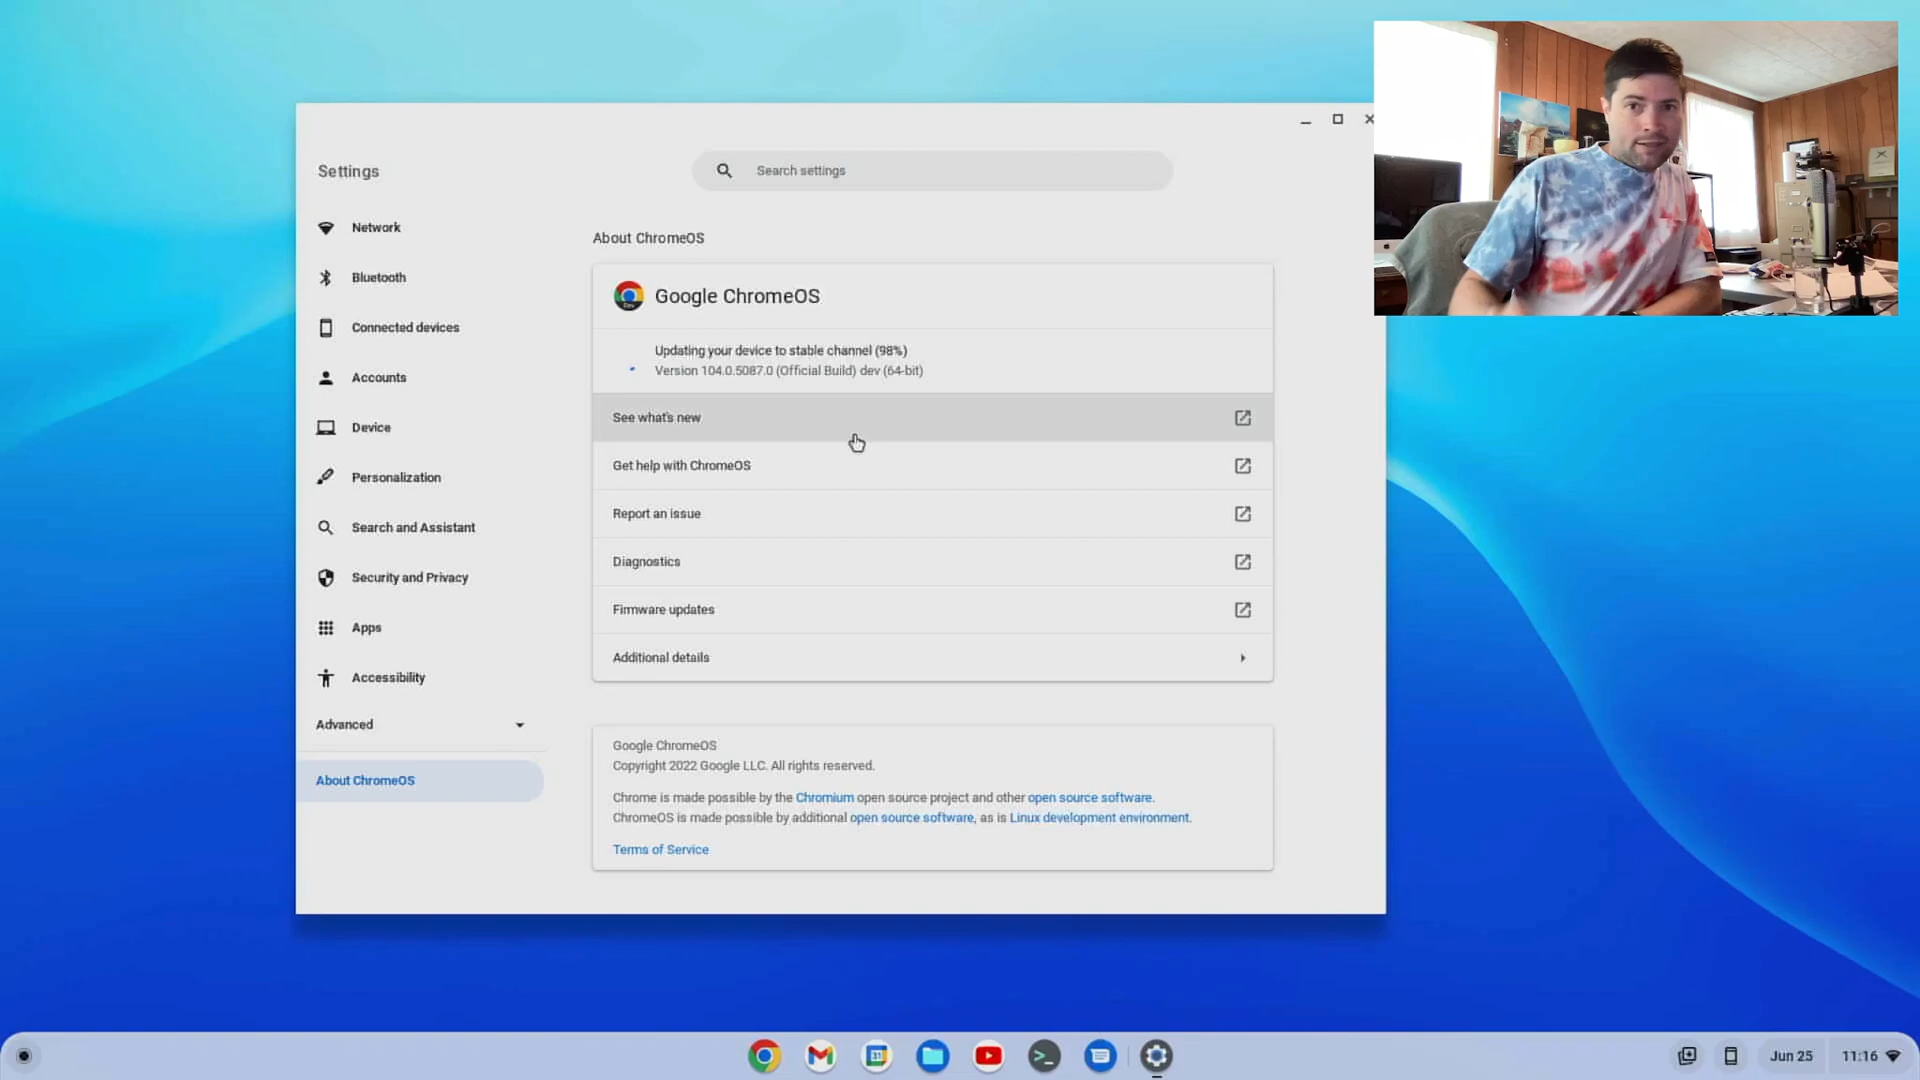 Settings
Search settings
Network
Bluetooth
Connected devices
Accounts
Device
Personalization
Search and Assistant
Security and Privacy
Apps
Accessibility
Advanced
About ChromeOS
About ChromeOS
Google ChromeOS
Updating your device to stable channel (98%)
Version 104.0.5087.0 (Official Build) dev (64-bit)
See what's new
Get help with ChromeOS
Report an issue
Diagnostics
Firmware updates
Additional details
Google ChromeOS
Copyright 2022 Google LLC. All rights reserved.
Chrome is made possible by the Chromium open source project and other open source software.
ChromeOS is made possible by additional open source software, as is Linux development environment.
Terms of Service
31
Jun 25
11:16